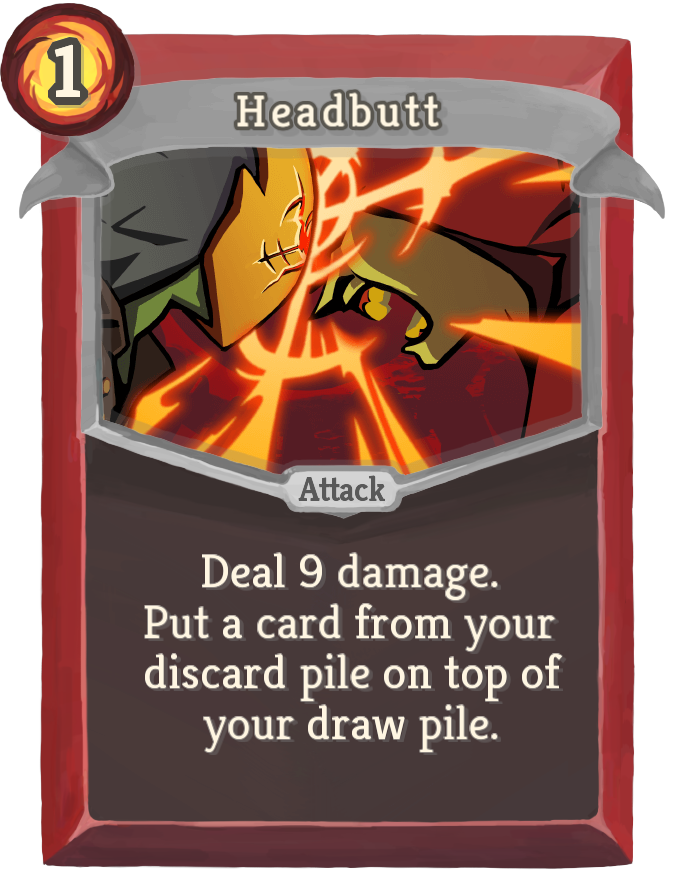 1
Headbutt
Attack
Deal 9 damage.
Put a card from your
discard pile on top of
your draw pile.